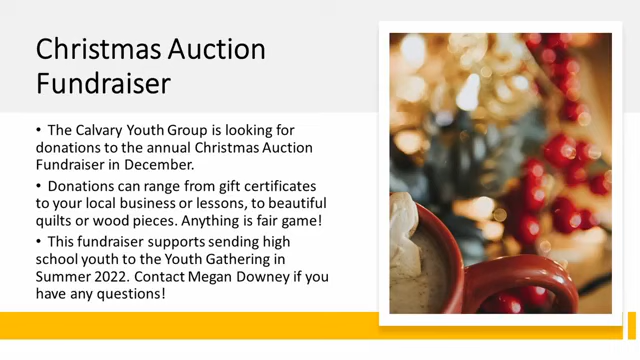 Christmas Auction
Fundraiser
• The Calvary Youth Group is looking for
donations to the annual Christmas Auction
Fundraiser in December.
• Donations can range from gift certificates
to your local business or lessons, to beautiful
quilts or wood pieces. Anything is fair game!
• This fundraiser supports sending high
school youth to the Youth Gathering in
Summer 2022. Contact Megan Downey if you
have any questions!